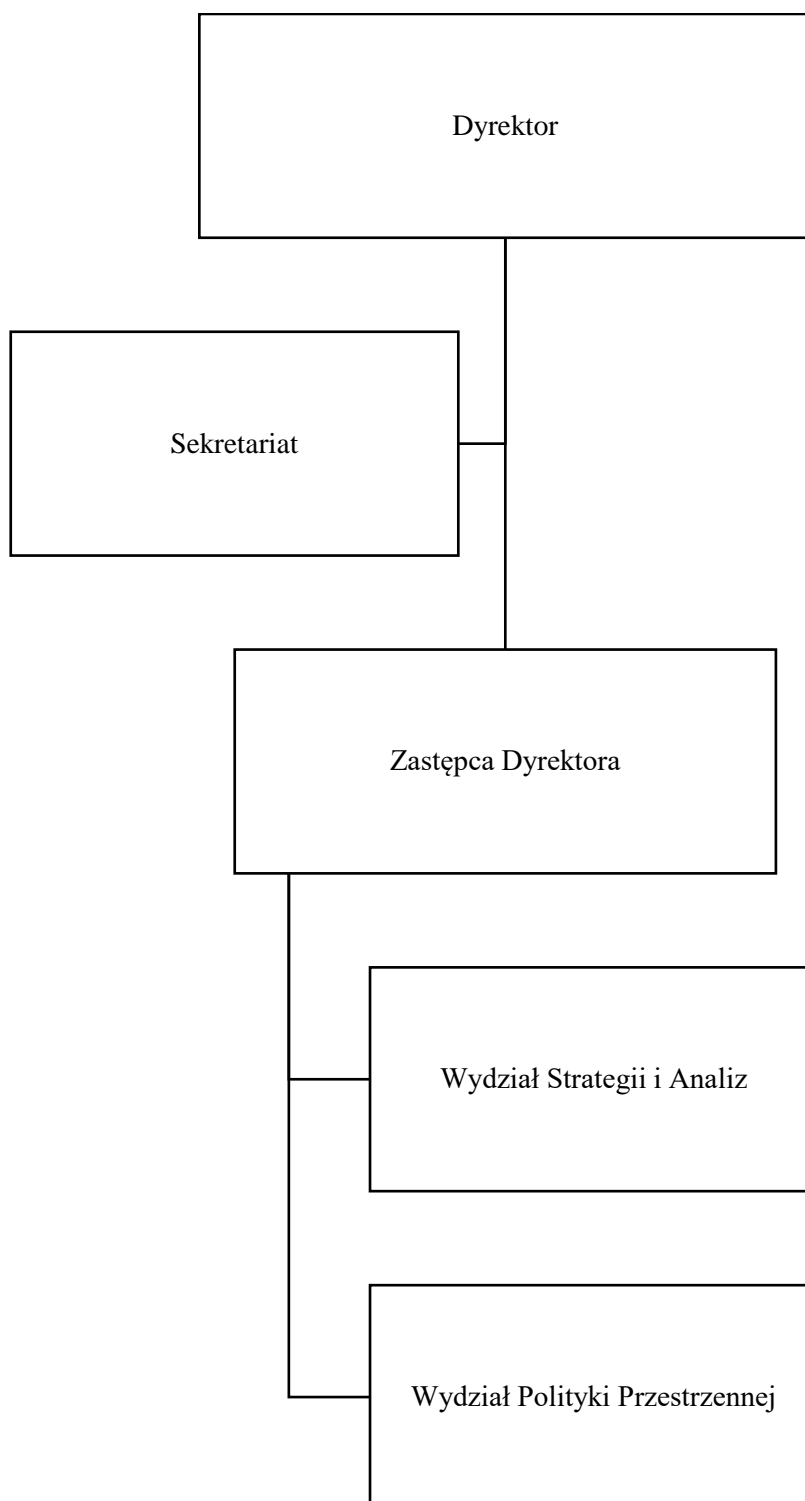 Dyrektor
Sekretariat
Zastępca Dyrektora
Wydział Strategii i Analiz
Wydział Polityki Przestrzennej